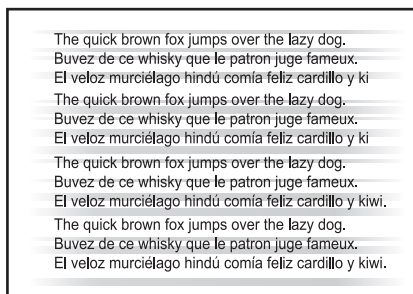 The quick brown fox jumps over the lazy dog.
Buvez de ce whisky que le patron juge fameux.
El veloz murciélago hindú comía feliz cardillo y ki
The quick brown fox jumps over the lazy dog.
Buvez de ce whisky que le patron juge fameux.
El veloz murciélago hindú comía feliz cardillo y ki
The quick brown fox jumps over the lazy dog.
Buvez de ce whisky que le patron juge fameux.
El veloz murciélago hindú comía feliz cardillo y kiwi.
The quick brown fox jumps over the lazy dog.
Buvez de ce whisky que le patron juge fameux.
El veloz murciélago hindú comía feliz cardillo y kiwi.